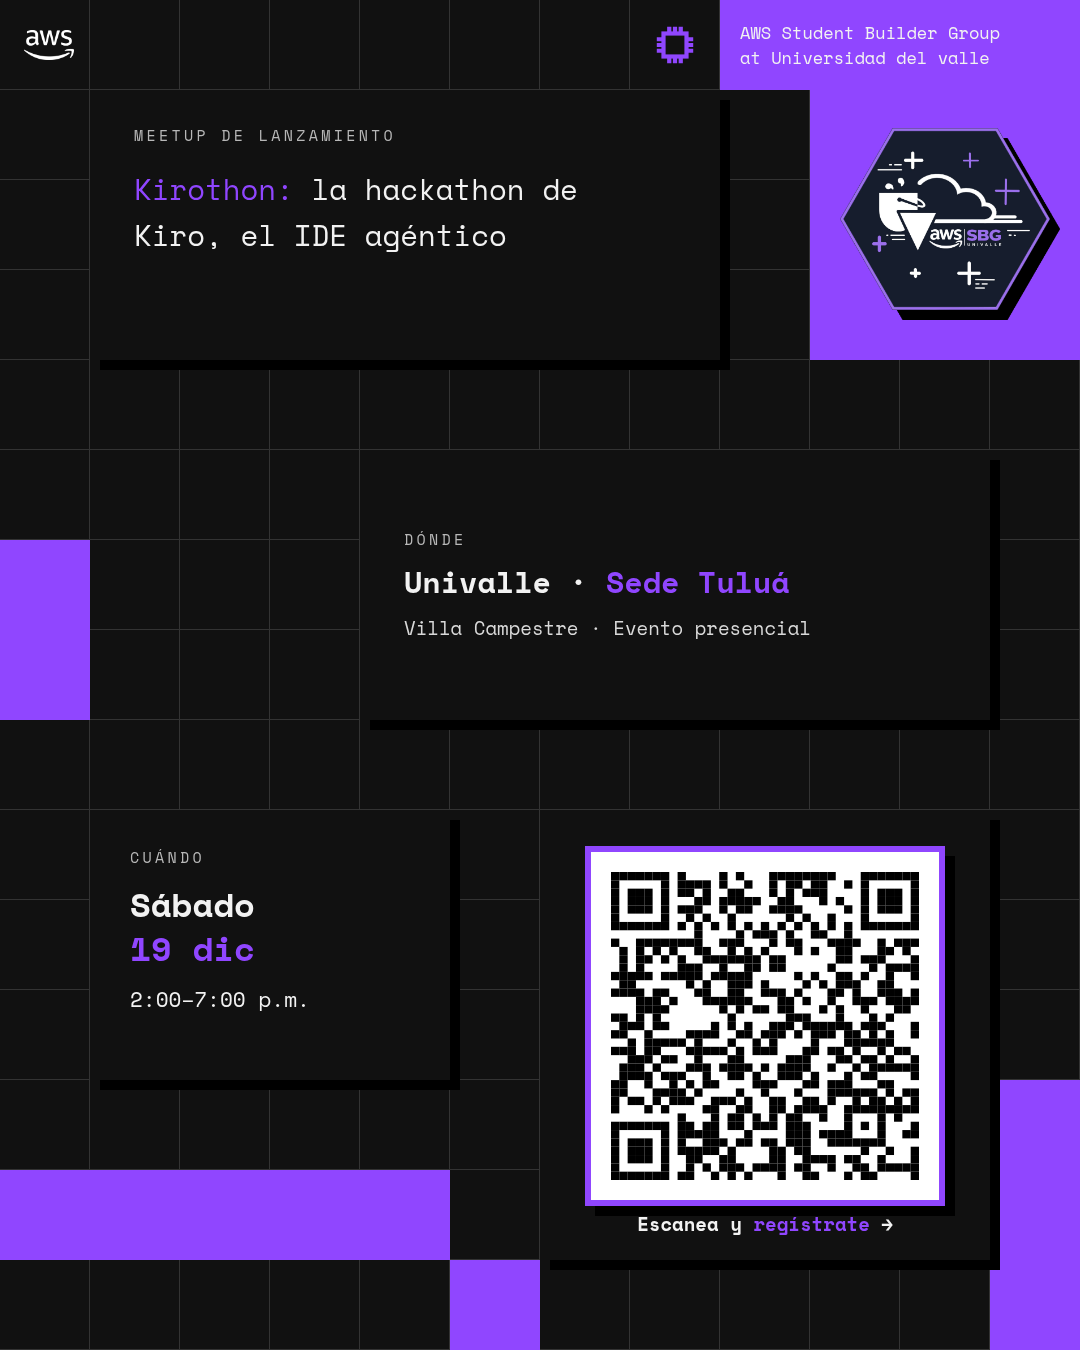 aws
AWS Student Builder Group
at Universidad del valle
MEETUP DE LANZAMIENTO
Kirothon: la hackathon de
Kiro, el IDE agéntico
aws SBG
UNIVALLE
DÓNDE
Univalle · Sede Tuluá
Villa Campestre · Evento presencial
CUÁNDO
Sábado
19 dic
2:00–7:00 p.m.
Escanea y regístrate →